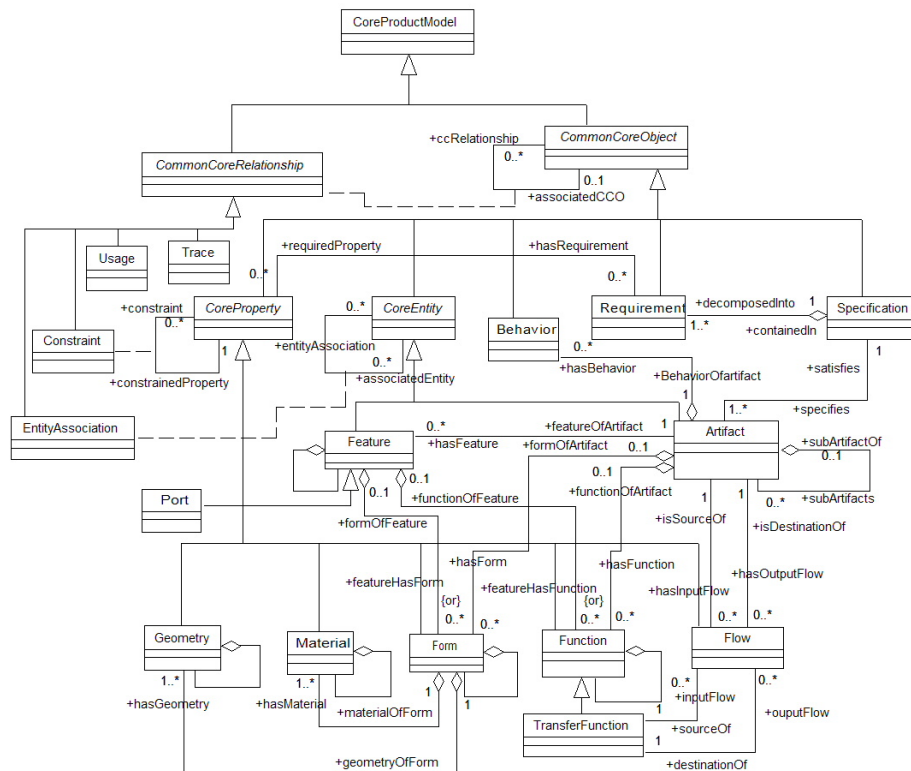 CoreProductModel
+ccRelationship
CommonCoreObject
0..*
CommonCoreRelationship
0..1
+associatedCCO
+requiredProperty
+hasRequirement
Usage
Trace
0..*
0..*
0..*
+constraint
0..*
CoreProperty
CoreEntity
Requirement
+decomposedInto
1
Specification
Behavior
1..*
+containedIn
Constraint
1
+entityAssociation
0..*
0..*
1
+constrainedProperty
+associatedEntity
+hasBehavior
+BehaviorOfartifact
+satisfies
1
1..*
+specifies
EntityAssociation
0..*
+featureOfArtifact
1
Artifact
Feature
+hasFeature
+formOfArtifact
0..1
+subArtifactOf
0..1
0..1
0..1
0..1
Port
+functionOfFeature
+functionOfArtifact
1
1
0..*
+subArtifacts
+formOfFeature
+isSourceOf
+isDestinationOf
+hasForm
+hasFunction
+hasOutputFlow
+featureHasForm
+featureHasFunction
+hasInputFlow
{or}
{or}
0..*
0..*
0..*
0..*
0..*
0..*
Geometry
Material
Form
Function
Flow
1..*
1..*
1
1
0..*
+hasGeometry
+hasMaterial
+materialOfForm
1
+inputFlow
TransferFunction
+ouputFlow
1
+sourceOf
+geometryOfForm
+destinationOf